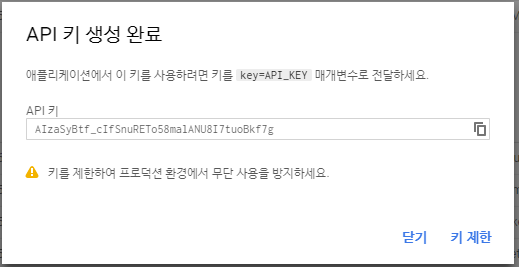 API 키 생성 완료
애플리케이션에서 이 키를 사용하려면 키를 key=API_KEY 매개변수로 전달하세요.
API 키
AIzaSyBtf_cIfSnuRETo58malANU8I7tuoBkf7g
키를 제한하여 프로덕션 환경에서 무단 사용을 방지하세요.
닫기 키 제한